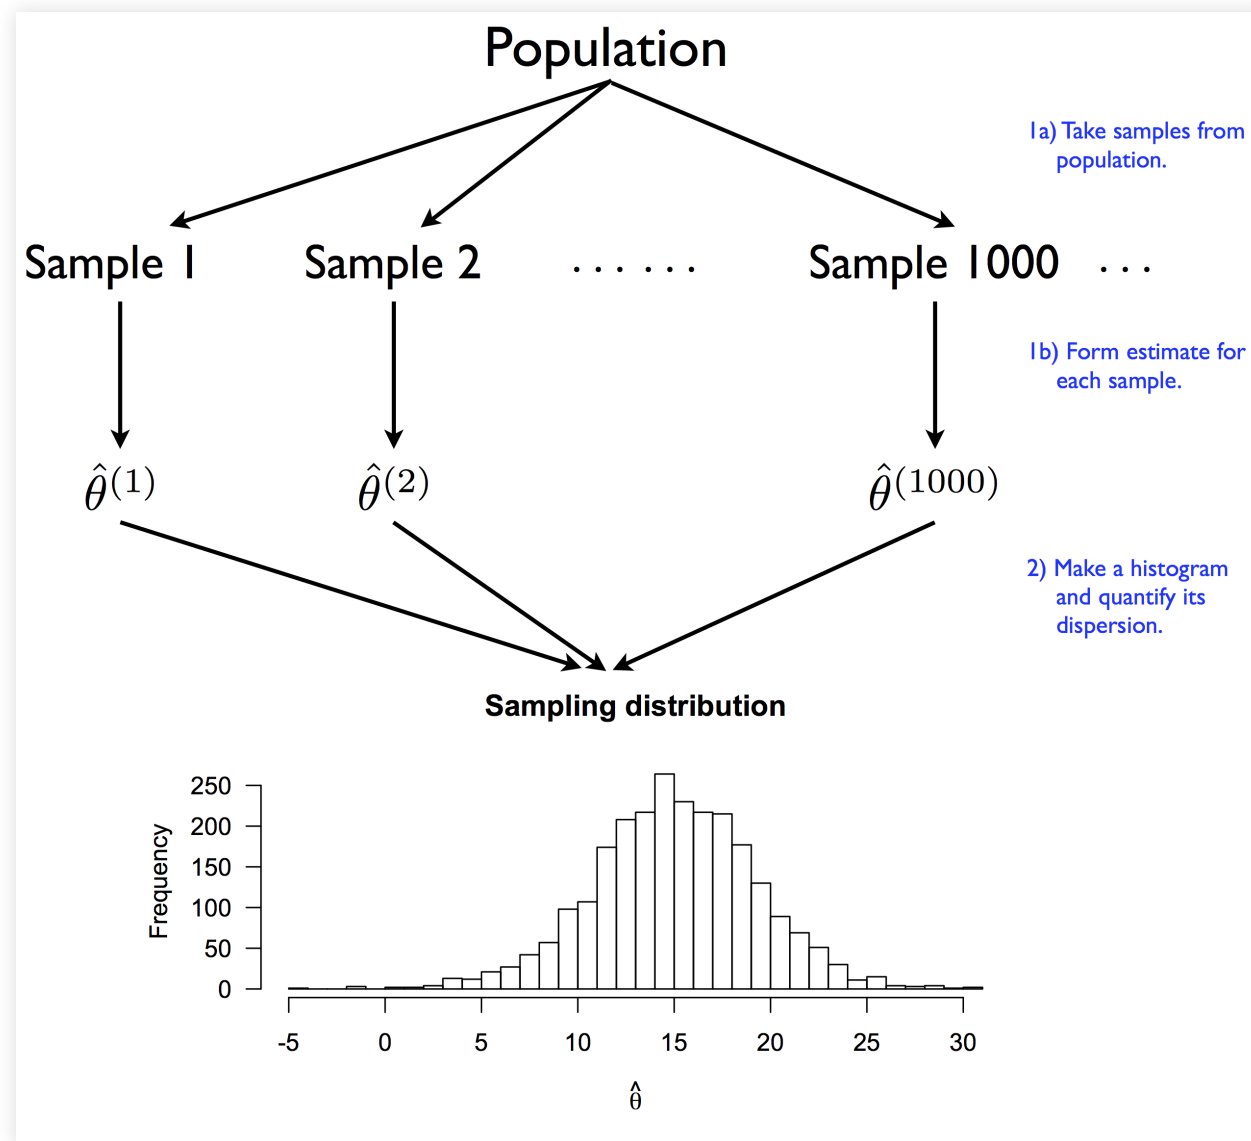 Population
1a) Take samples from
population.
Sample 1 Sample 2 ...... Sample 1000 ...
1b) Form estimate for
each sample.
θ̂(1) θ̂(2) θ̂(1000)
2) Make a histogram
and quantify its
dispersion.
Sampling distribution
Frequency
250
200
150
100
50
0
-5 0 5 10 15 20 25 30
θ̂